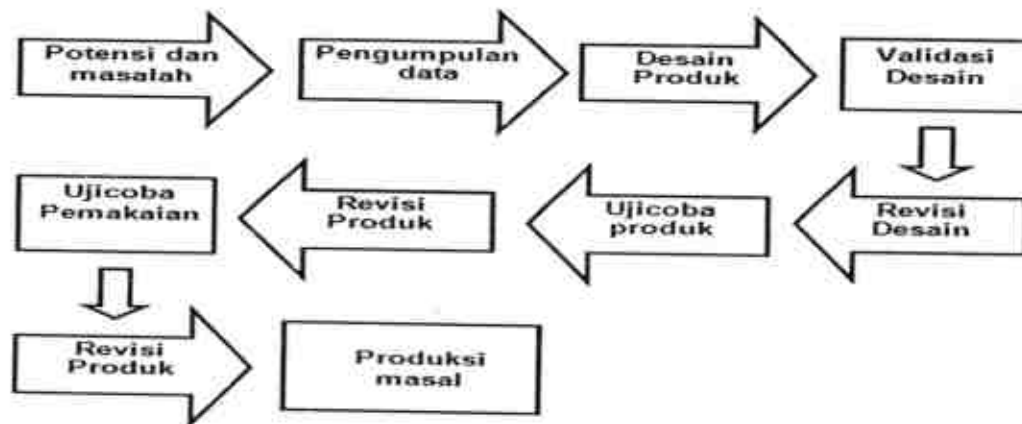 Potensi dan
masalah
Pengumpulan
data
Desain
Produk
Validasi
Desain
Revisi
Desain
Ujicoba
produk
Revisi
Produk
Ujicoba
Pemakaian
Revisi
Produk
Produksi
masal